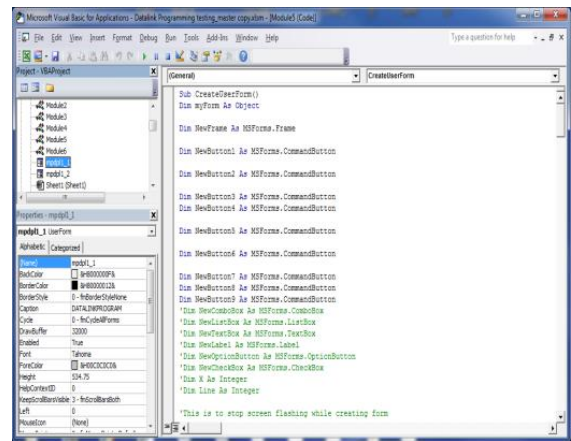 Microsoft Visual Basic for Applications - Datalink Programming testing_master copy.xlsm - [Module3 (Code)]
File Edit View Insert Format Debug Run Tools Add-Ins Window Help
Type a question for help
Project - VBAProject
Module2
Module3
Module4
Module5
Module6
mpdpl1_1
mpdpl1_2
Sheet1 (Sheet1)
Properties - mpdpl1_1
mpdpl1_1 UserForm
Alphabetic Categorized
(Name) mpdpl1_1
BackColor &H8000000F&
BorderColor &H80000012&
BorderStyle 0 - fmBorderStyleNone
Caption DATALINKPROGRAM
Cycle 0 - fmCycleAllForms
DrawBuffer 32000
Enabled True
Font Tahoma
ForeColor &H00C0C0C0&
Height 534.75
HelpContextID 0
KeepScrollBarsVisible 3 - fmScrollBarsBoth
Left 0
MouseIcon (None)
(General)
CreateUserForm
Sub CreateUserForm()
Dim myForm As Object
Dim NewFrame As MSForms.Frame
Dim NewButton1 As MSForms.CommandButton
Dim NewButton2 As MSForms.CommandButton
Dim NewButton3 As MSForms.CommandButton
Dim NewButton4 As MSForms.CommandButton
Dim NewButton5 As MSForms.CommandButton
Dim NewButton6 As MSForms.CommandButton
Dim NewButton7 As MSForms.CommandButton
Dim NewButton8 As MSForms.CommandButton
Dim NewButton9 As MSForms.CommandButton
'Dim NewComboBox As MSForms.ComboBox
'Dim NewListBox As MSForms.ListBox
'Dim NewTextBox As MSForms.TextBox
'Dim NewLabel As MSForms.Label
'Dim NewOptionButton As MSForms.OptionButton
'Dim NewCheckBox As MSForms.CheckBox
'Dim X As Integer
'Dim Line As Integer
'This is to stop screen flashing while creating form